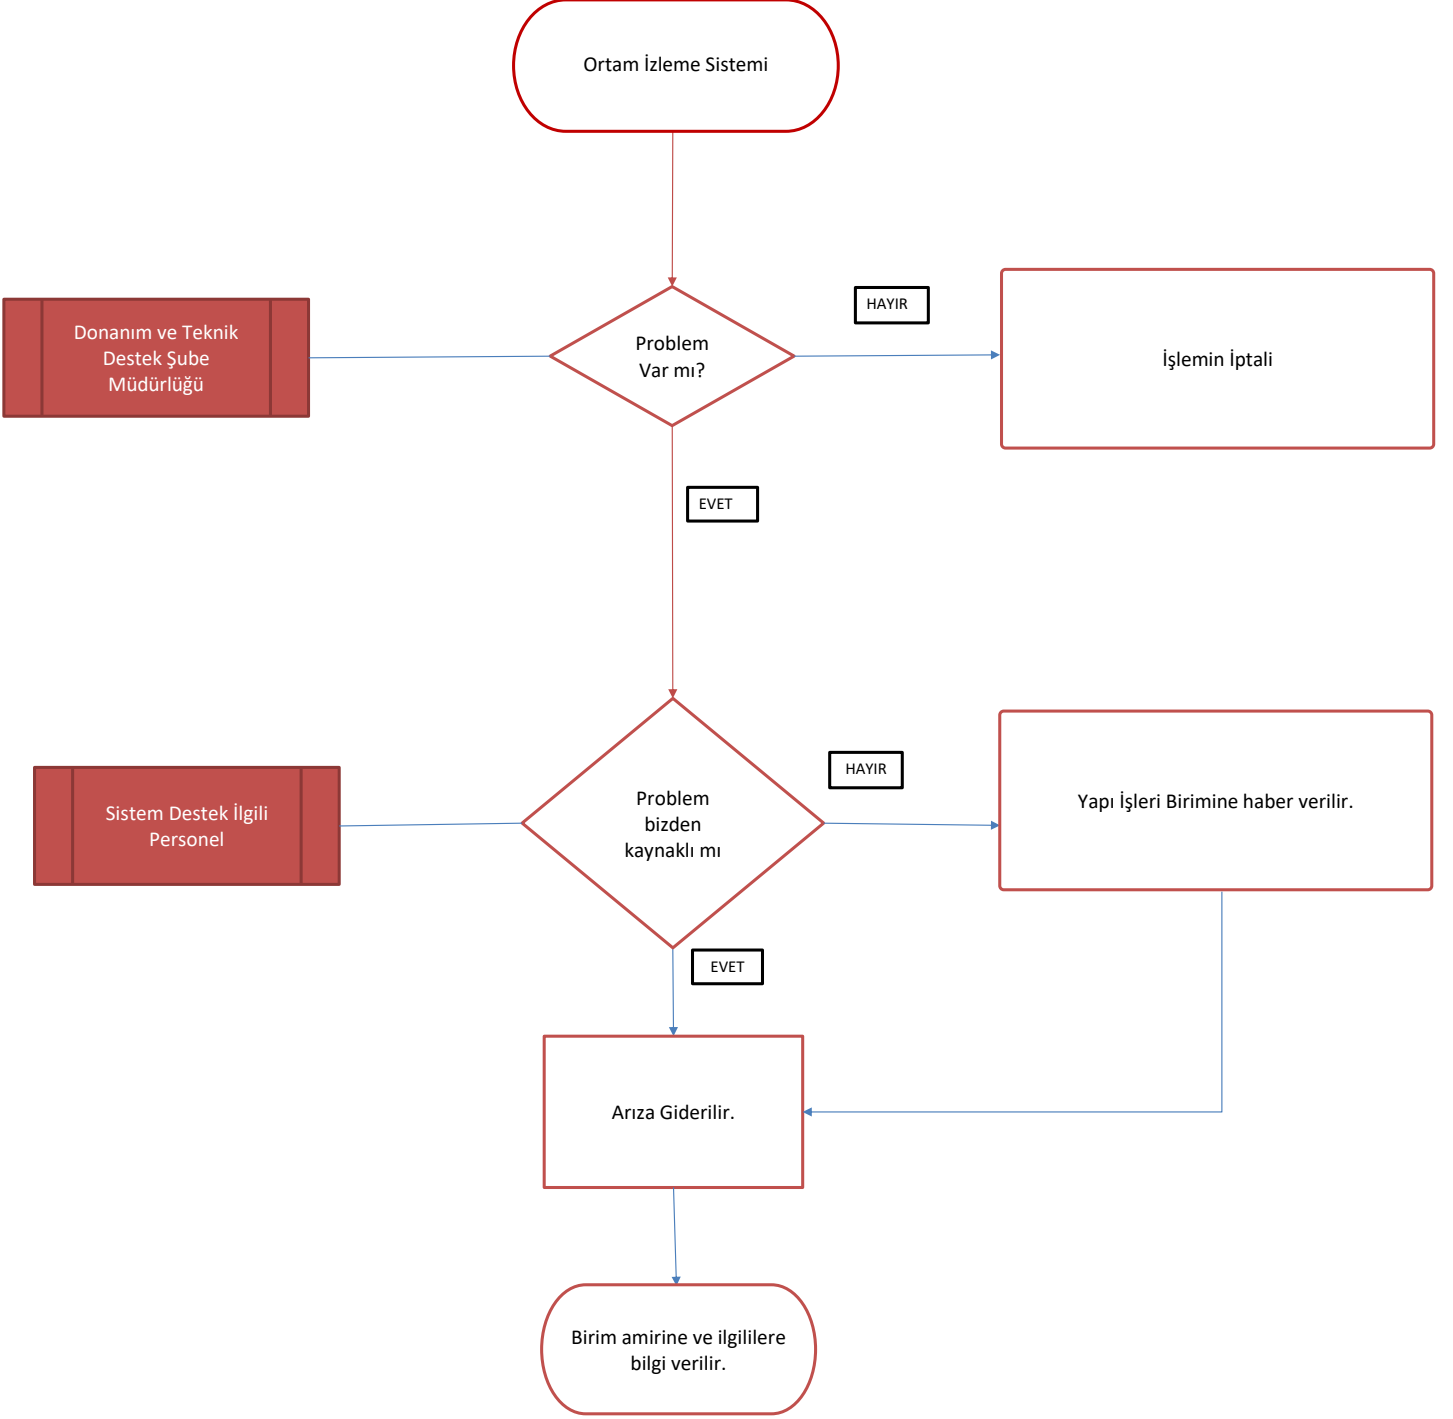 Ortam İzleme Sistemi
Donanım ve Teknik
Destek Şube
Müdürlüğü
Problem
Var mı?
HAYIR
İşlemin İptali
EVET
Sistem Destek İlgili
Personel
Problem
bizden
kaynaklı mı
HAYIR
Yapı İşleri Birimine haber verilir.
EVET
Arıza Giderilir.
Birim amirine ve ilgililere
bilgi verilir.